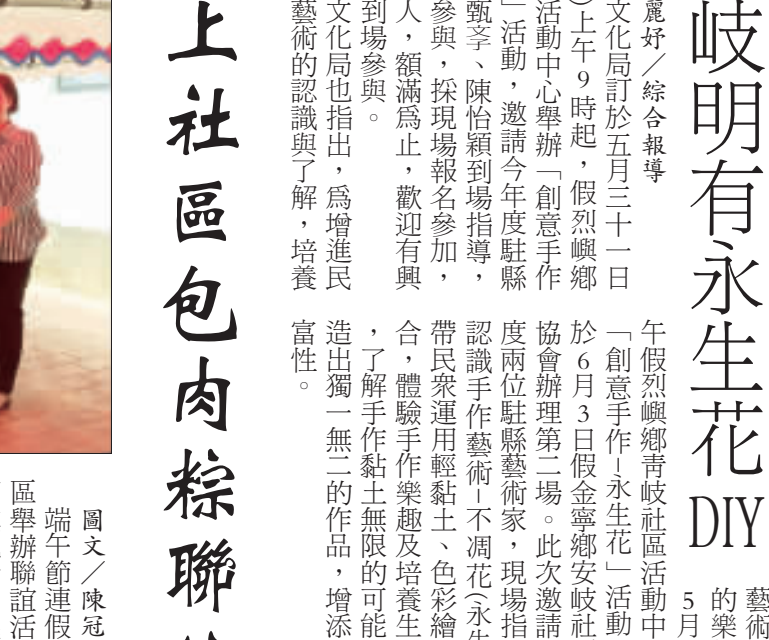 岐明有永生花DIY
麗妤／綜合報導
文化局訂於五月三十一日
)上午9時起，假烈嶼鄉
活動中心舉辦「創意手作
」活動，邀請今年度駐縣
甄芓、陳怡穎到場指導，
參與，採現場報名參加，
人，額滿為止，歡迎有興
到場參與。
文化局也指出，為增進民
藝術的認識與了解，培養
藝術
的樂
5月
午假烈嶼鄉青岐社區活動中
「創意手作-永生花」活動
於6月3日假金寧鄉安岐社
協會辦理第二場。此次邀請
度兩位駐縣藝術家，現場指
認識手作藝術-不凋花(永生
帶民眾運用輕黏土、色彩繪
合，體驗手作樂趣及培養生
，了解手作黏土無限的可能
造出獨一無二的作品，增添
富性。
上社區包肉粽聯
圖文／陳冠
端午節連假
區舉辦聯誼活